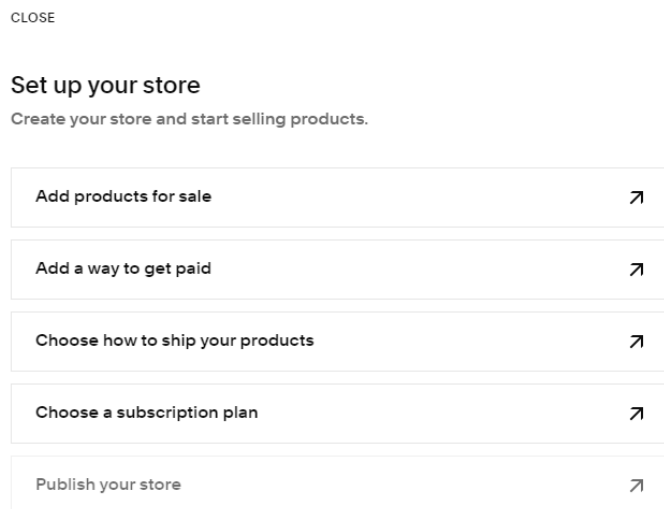 CLOSE
Set up your store
Create your store and start selling products.
Add products for sale
Add a way to get paid
Choose how to ship your products
Choose a subscription plan
Publish your store